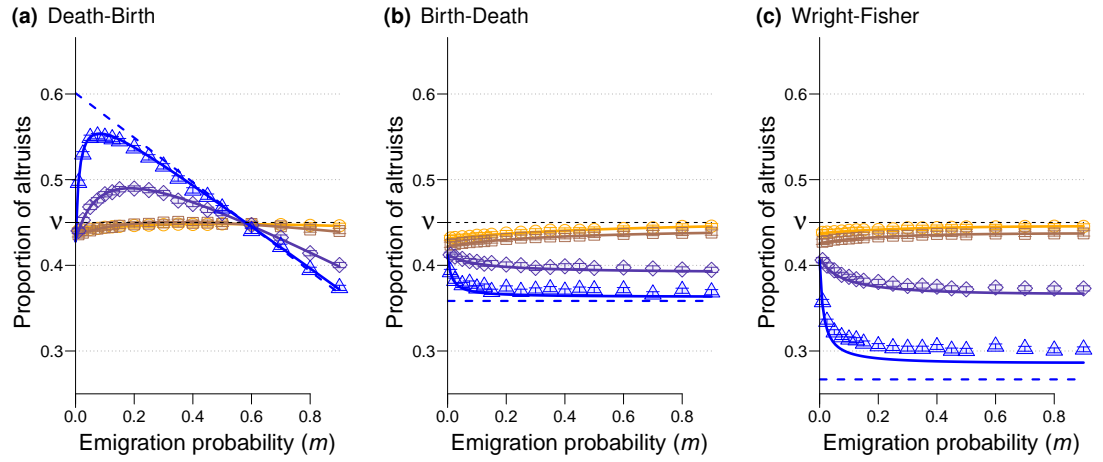 (a) Death-Birth
Proportion of altruists
0.6
0.5
ν
0.4
0.3
0.0 0.2 0.4 0.6 0.8
Emigration probability (m)
(b) Birth-Death
Proportion of altruists
0.6
0.5
ν
0.4
0.3
0.0 0.2 0.4 0.6 0.8
Emigration probability (m)
(c) Wright-Fisher
Proportion of altruists
0.6
0.5
ν
0.4
0.3
0.0 0.2 0.4 0.6 0.8
Emigration probability (m)